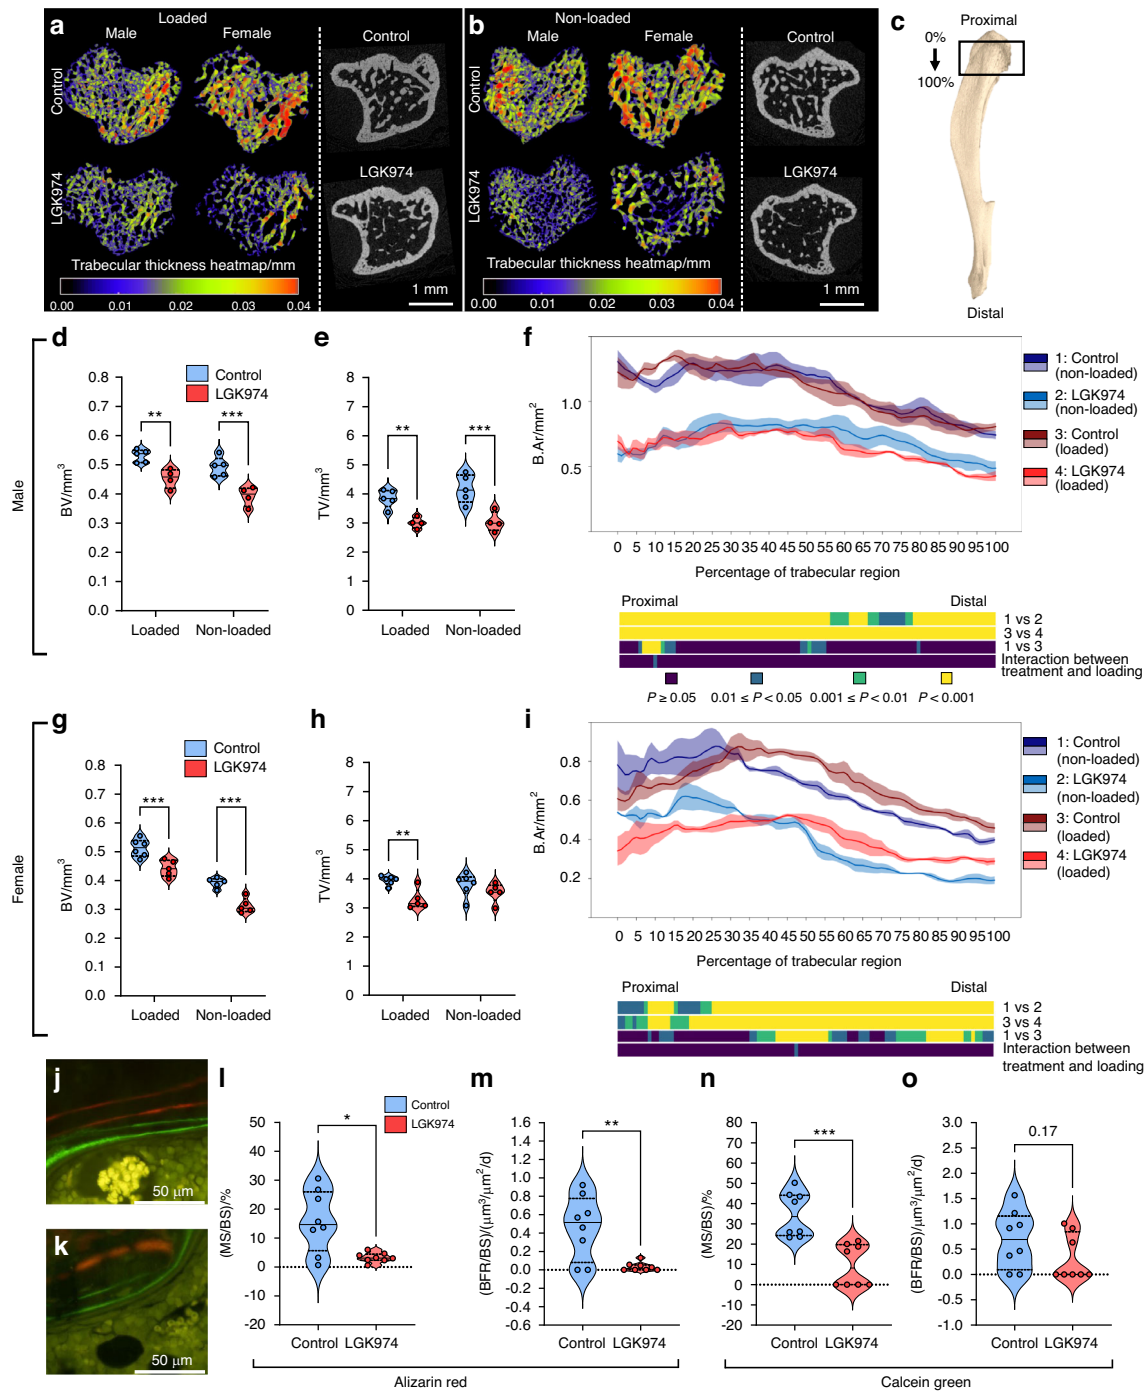 a
Loaded
Male
Female
Control
Control
LGK974
LGK974
Trabecular thickness heatmap/mm
0.00 0.01 0.02 0.03 0.04
1 mm
b
Non-loaded
Male
Female
Control
Control
LGK974
LGK974
Trabecular thickness heatmap/mm
0.00 0.01 0.02 0.03 0.04
1 mm
c
Proximal
0%
100%
Distal
Male
d
Control
LGK974
BV/mm³
0.8
0.7
0.6
0.5
0.4
0.3
0.2
0.1
0.0
**
***
Loaded Non-loaded
e
TV/mm³
8
7
6
5
4
3
2
1
0
**
***
Loaded Non-loaded
f
B.Ar/mm²
1.0
0.5
0 5 10 15 20 25 30 35 40 45 50 55 60 65 70 75 80 85 90 95 100
Percentage of trabecular region
1: Control
(non-loaded)
2: LGK974
(non-loaded)
3: Control
(loaded)
4: LGK974
(loaded)
Proximal Distal
1 vs 2
3 vs 4
1 vs 3
Interaction between
treatment and loading
P ≥ 0.05 0.01 ≤ P < 0.05 0.001 ≤ P < 0.01 P < 0.001
Female
g
Control
LGK974
BV/mm³
0.8
0.7
0.6
0.5
0.4
0.3
0.2
0.1
0.0
***
***
Loaded Non-loaded
h
TV/mm³
8
7
6
5
4
3
2
1
0
**
Loaded Non-loaded
i
B.Ar/mm²
0.8
0.6
0.4
0.2
0 5 10 15 20 25 30 35 40 45 50 55 60 65 70 75 80 85 90 95 100
Percentage of trabecular region
1: Control
(non-loaded)
2: LGK974
(non-loaded)
3: Control
(loaded)
4: LGK974
(loaded)
Proximal Distal
1 vs 2
3 vs 4
1 vs 3
Interaction between
treatment and loading
j
50 µm
k
50 µm
l
Control
LGK974
(MS/BS)/%
50
40
30
20
10
0
-10
-20
*
Control LGK974
m
(BFR/BS)/(µm³/µm²/d)
1.6
1.4
1.2
1.0
0.8
0.6
0.4
0.2
0.0
-0.2
-0.4
-0.6
**
Control LGK974
Alizarin red
n
(MS/BS)/%
80
70
60
50
40
30
20
10
0
-10
-20
***
Control LGK974
o
(BFR/BS)/(µm³/µm²/d)
3.0
2.5
2.0
1.5
1.0
0.5
0.0
-0.5
-1.0
0.17
Control LGK974
Calcein green